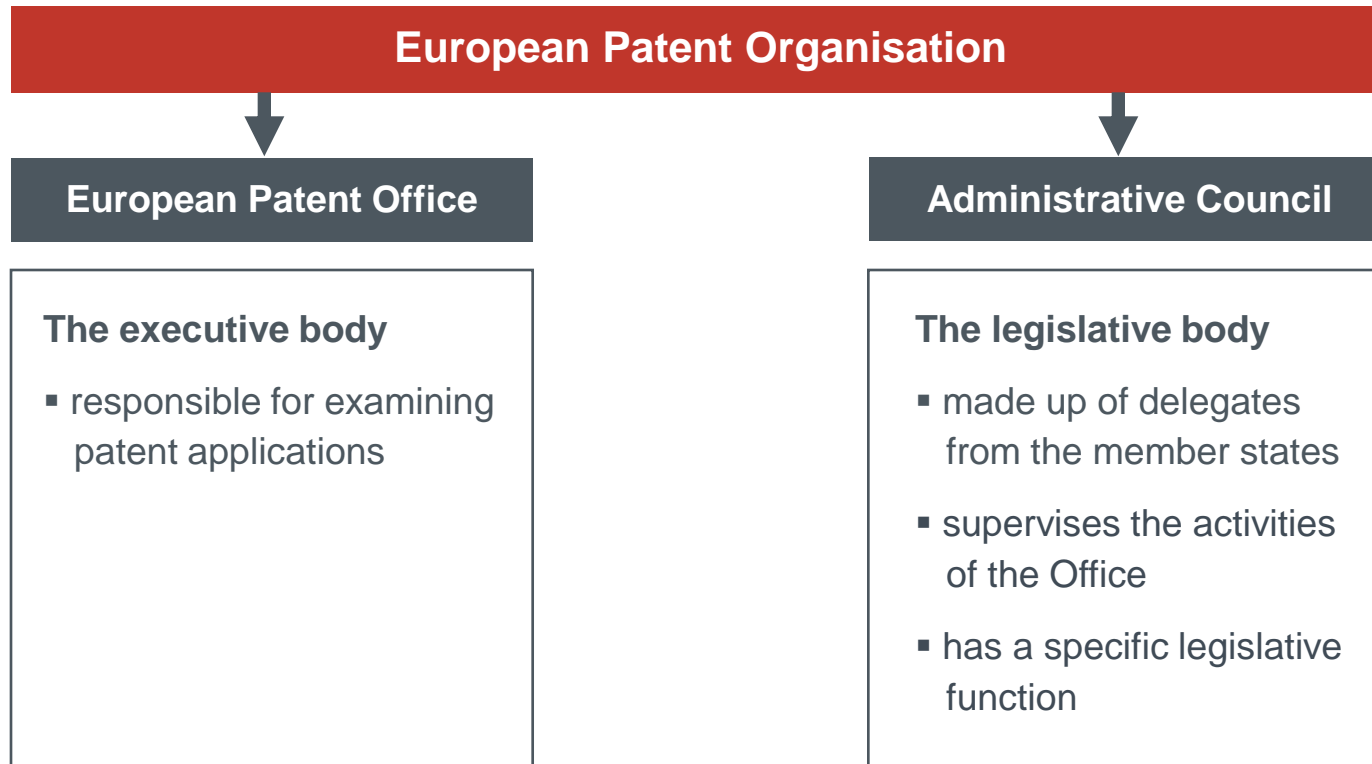 European Patent Organisation
European Patent Office
The executive body
▪ responsible for examining
patent applications
Administrative Council
The legislative body
▪ made up of delegates
from the member states
▪ supervises the activities
of the Office
▪ has a specific legislative
function